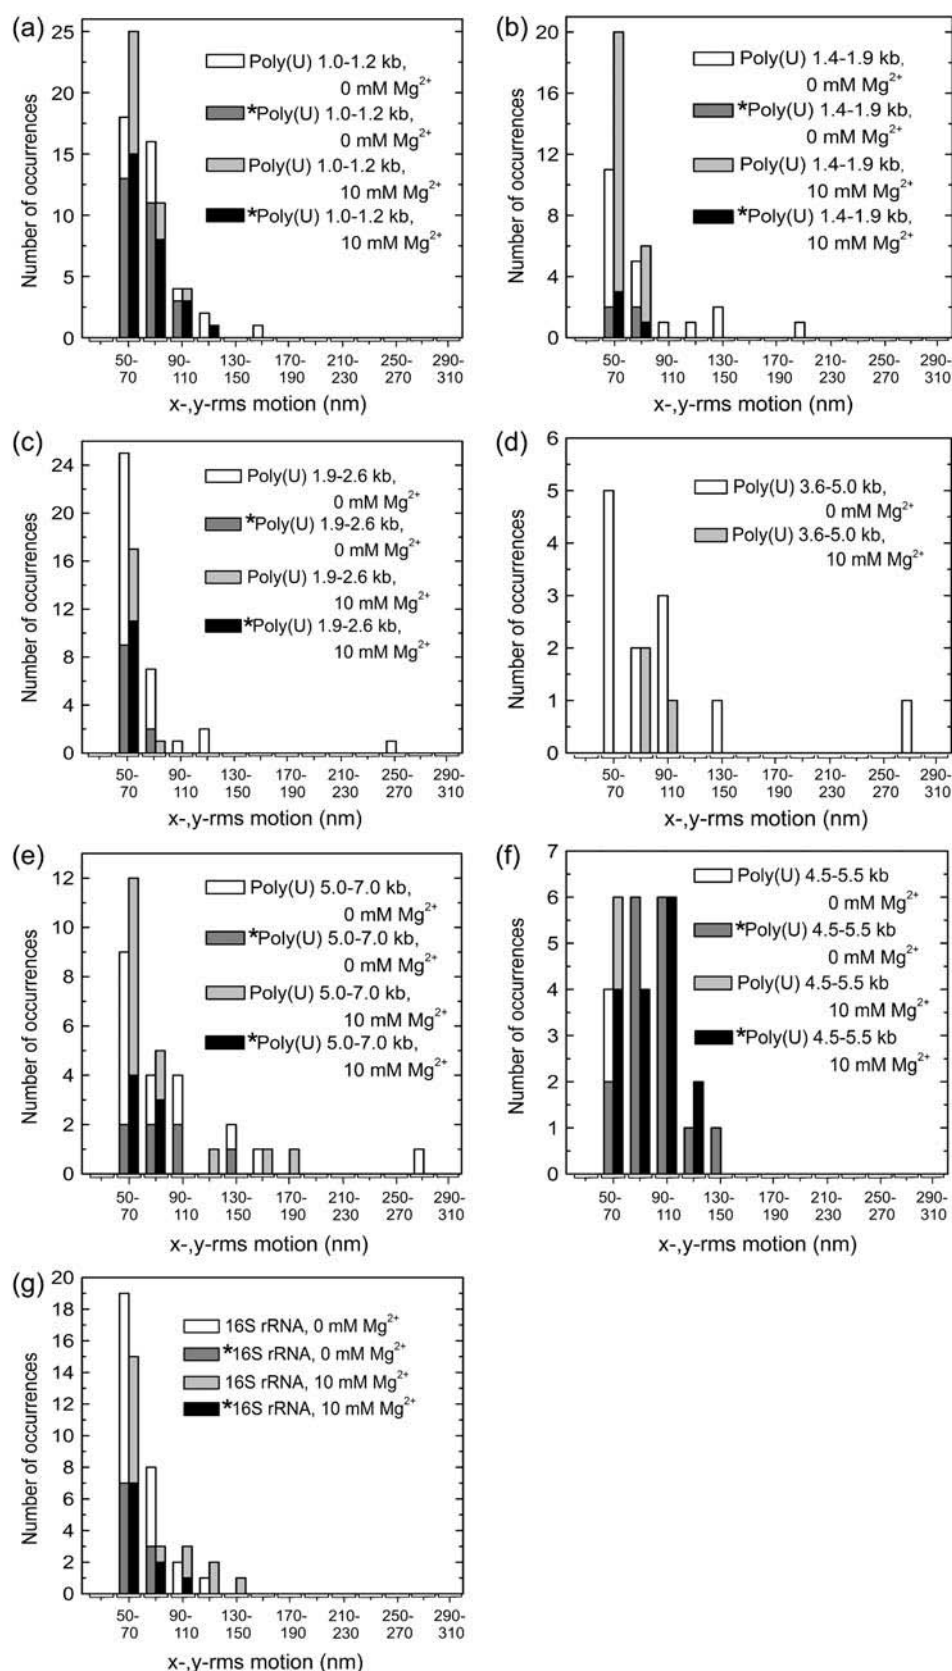 (a)
25
20
15
10
5
0
Number of occurrences
Poly(U) 1.0-1.2 kb,
0 mM Mg2+
*Poly(U) 1.0-1.2 kb,
0 mM Mg2+
Poly(U) 1.0-1.2 kb,
10 mM Mg2+
*Poly(U) 1.0-1.2 kb,
10 mM Mg2+
50- 90- 130- 170- 210- 250- 290-
70 110 150 190 230 270 310
x-,y-rms motion (nm)
(b)
20
16
12
8
4
0
Number of occurrences
Poly(U) 1.4-1.9 kb,
0 mM Mg2+
*Poly(U) 1.4-1.9 kb,
0 mM Mg2+
Poly(U) 1.4-1.9 kb,
10 mM Mg2+
*Poly(U) 1.4-1.9 kb,
10 mM Mg2+
50- 90- 130- 170- 210- 250- 290-
70 110 150 190 230 270 310
x-,y-rms motion (nm)
(c)
24
20
16
12
8
4
0
Number of occurrences
Poly(U) 1.9-2.6 kb,
0 mM Mg2+
*Poly(U) 1.9-2.6 kb,
0 mM Mg2+
Poly(U) 1.9-2.6 kb,
10 mM Mg2+
*Poly(U) 1.9-2.6 kb,
10 mM Mg2+
50- 90- 130- 170- 210- 250- 290-
70 110 150 190 230 270 310
x-,y-rms motion (nm)
(d)
6
5
4
3
2
1
0
Number of occurrences
Poly(U) 3.6-5.0 kb,
0 mM Mg2+
Poly(U) 3.6-5.0 kb,
10 mM Mg2+
50- 90- 130- 170- 210- 250- 290-
70 110 150 190 230 270 310
x-,y-rms motion (nm)
(e)
12
10
8
6
4
2
0
Number of occurrences
Poly(U) 5.0-7.0 kb,
0 mM Mg2+
*Poly(U) 5.0-7.0 kb,
0 mM Mg2+
Poly(U) 5.0-7.0 kb,
10 mM Mg2+
*Poly(U) 5.0-7.0 kb,
10 mM Mg2+
50- 90- 130- 170- 210- 250- 290-
70 110 150 190 230 270 310
x-,y-rms motion (nm)
(f)
7
6
5
4
3
2
1
0
Number of occurrences
Poly(U) 4.5-5.5 kb
0 mM Mg2+
*Poly(U) 4.5-5.5 kb
0 mM Mg2+
Poly(U) 4.5-5.5 kb
10 mM Mg2+
*Poly(U) 4.5-5.5 kb
10 mM Mg2+
50- 90- 130- 170- 210- 250- 290-
70 110 150 190 230 270 310
x-,y-rms motion (nm)
(g)
20
18
16
14
12
10
8
6
4
2
0
Number of occurrences
16S rRNA, 0 mM Mg2+
*16S rRNA, 0 mM Mg2+
16S rRNA, 10 mM Mg2+
*16S rRNA, 10 mM Mg2+
50- 90- 130- 170- 210- 250- 290-
70 110 150 190 230 270 310
x-,y-rms motion (nm)